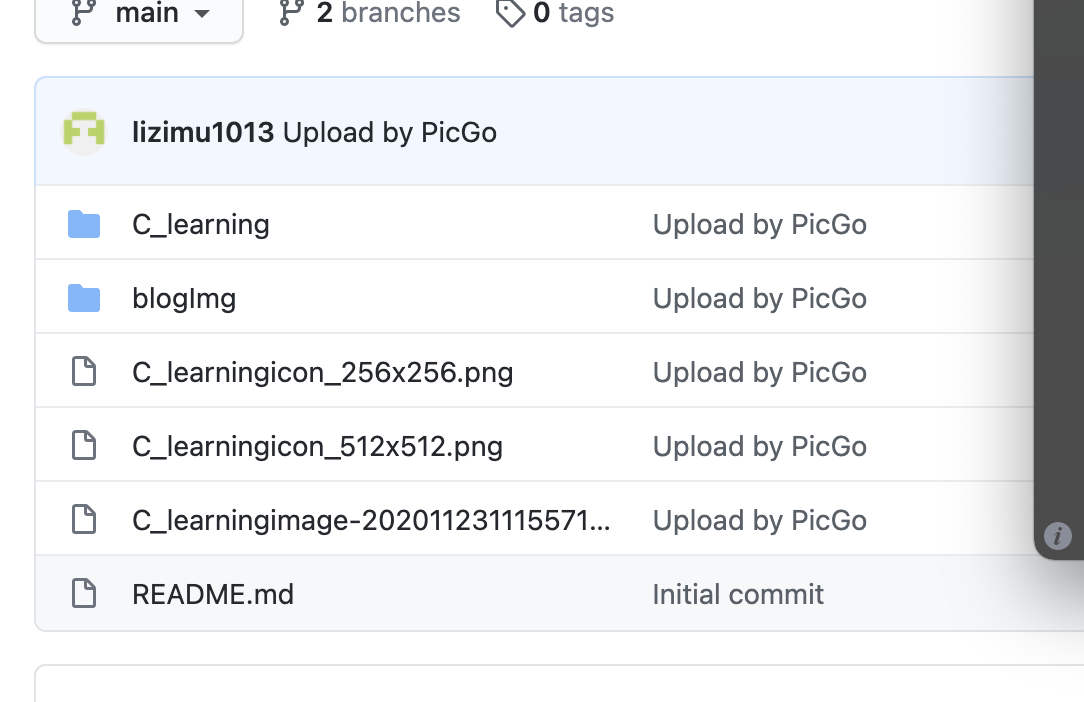 main 2 branches 0 tags
lizimu1013 Upload by PicGo
C_learning Upload by PicGo
blogImg Upload by PicGo
C_learningicon_256x256.png Upload by PicGo
C_learningicon_512x512.png Upload by PicGo
C_learningimage-202011231115571... Upload by PicGo
README.md Initial commit